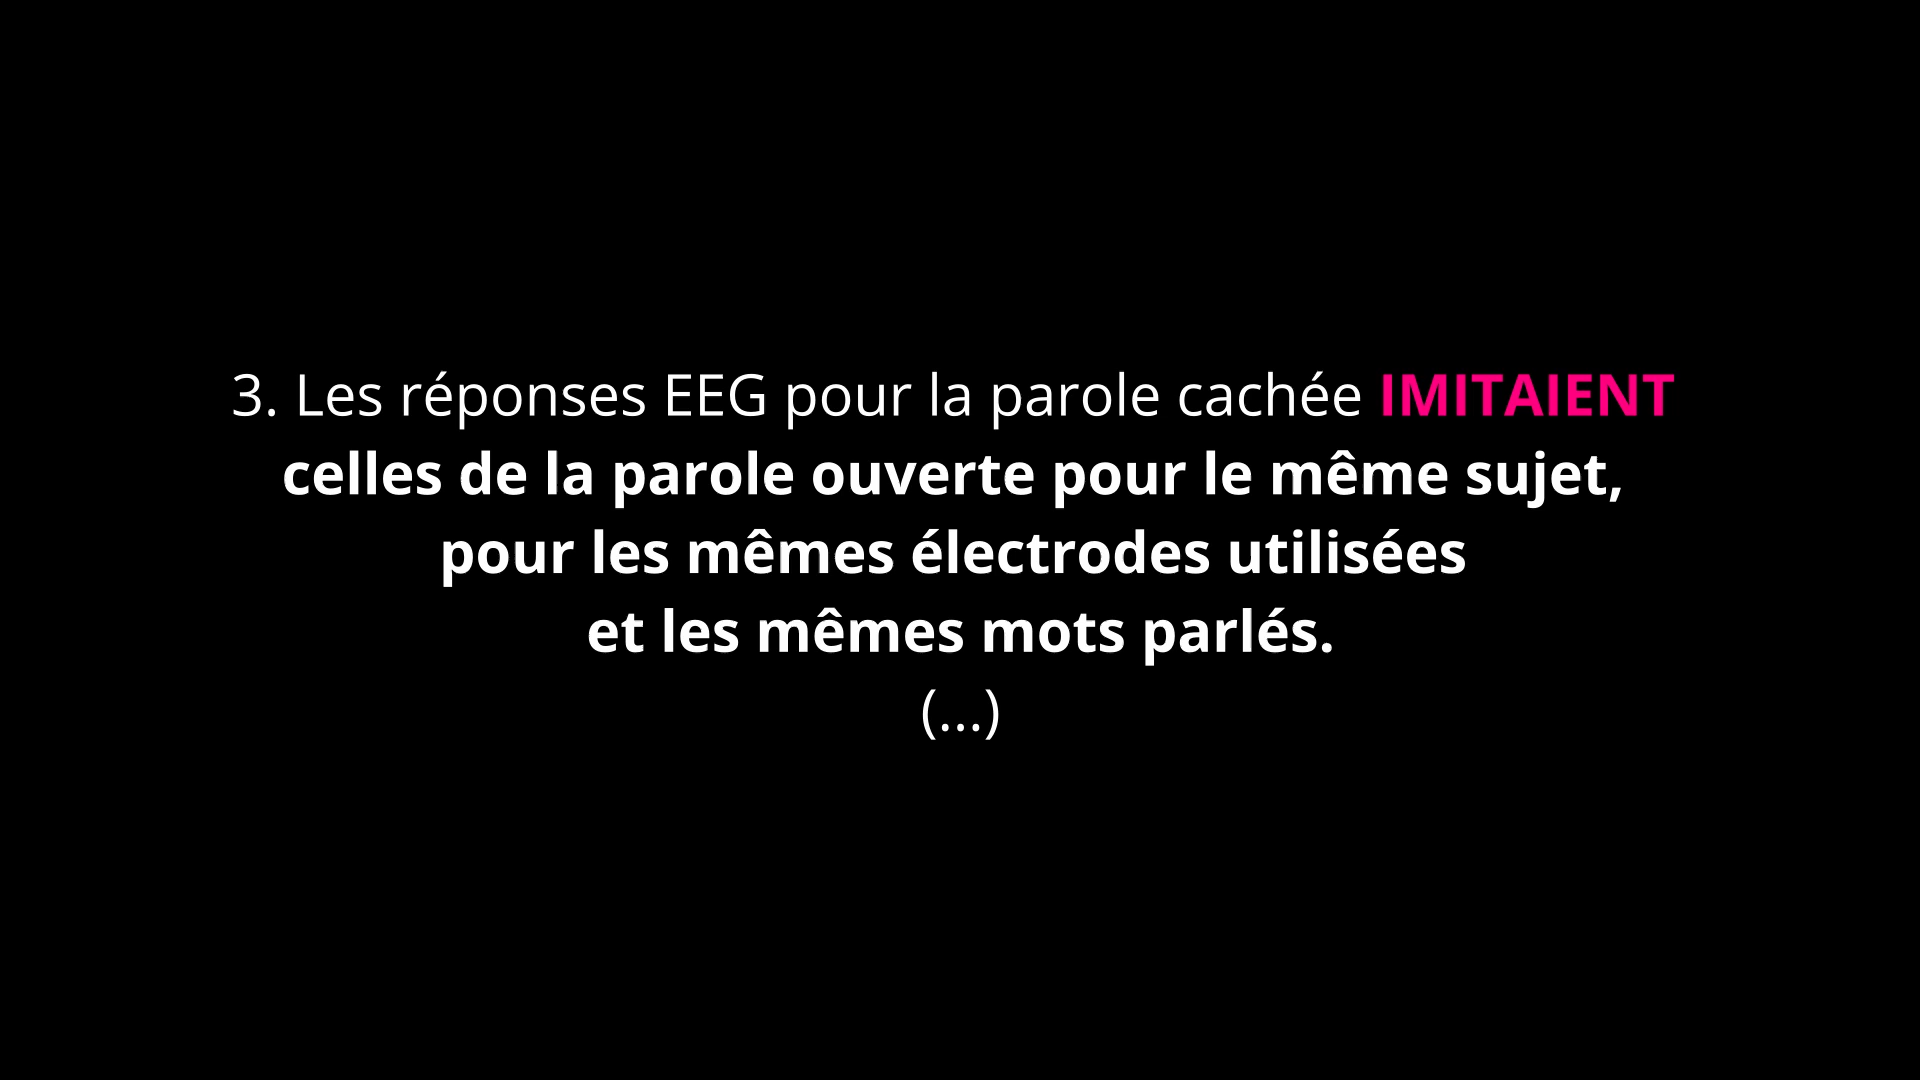 3. Les réponses EEG pour la parole cachée IMITAIENT
celles de la parole ouverte pour le même sujet,
pour les mêmes électrodes utilisées
et les mêmes mots parlés.
(...)